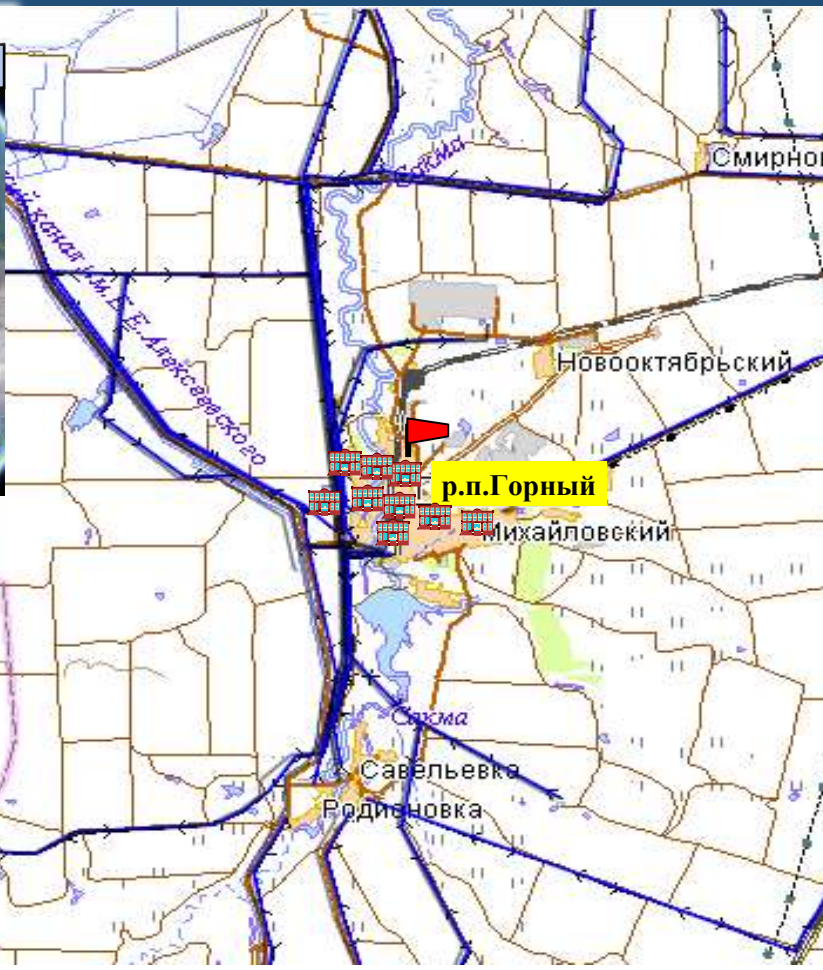 Сакма
Смирнов
канал им. Е.Е.Алексеевского
Новооктябрьский
р.п.Горный
Михайловский
Сакма
Савельевка
Родионовка